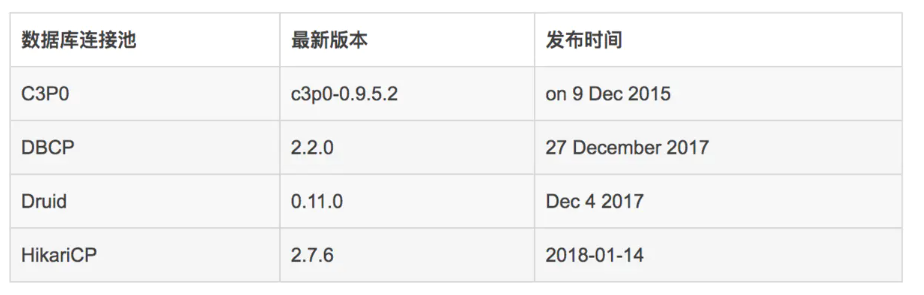 数据库连接池 最新版本 发布时间
C3P0 c3p0-0.9.5.2 on 9 Dec 2015
DBCP 2.2.0 27 December 2017
Druid 0.11.0 Dec 4 2017
HikariCP 2.7.6 2018-01-14